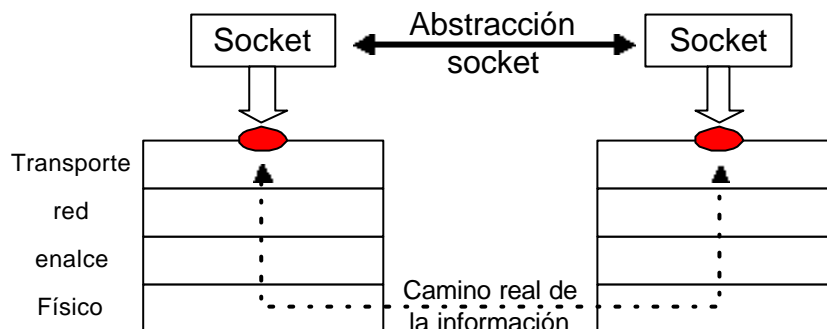 Socket
Abstracción
socket
Socket
Transporte
red
enalce
Físico
Camino real de
la información